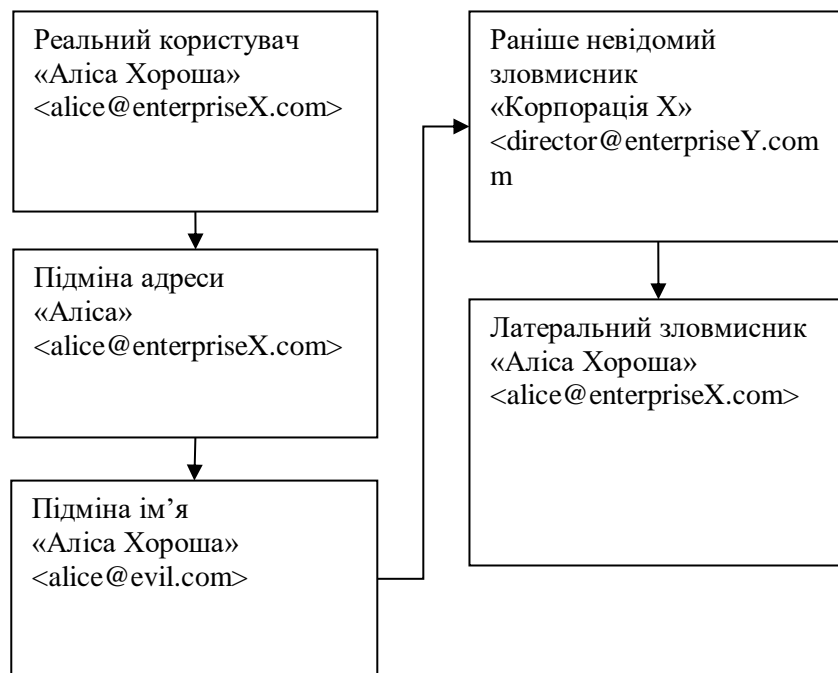 Реальний користувач
«Аліса Хороша»
<alice@enterpriseX.com>
Підміна адреси
«Аліса»
<alice@enterpriseX.com>
Підміна ім’я
«Аліса Хороша»
<alice@evil.com>
Раніше невідомий
зловмисник
«Корпорація X»
<director@enterpriseY.com
m
Латеральний зловмисник
«Аліса Хороша»
<alice@enterpriseX.com>